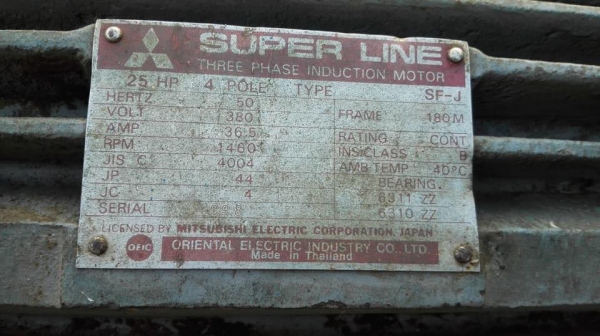 SUPER LINE
THREE PHASE INDUCTION MOTOR
25 HP 4 POLE TYPE SF-J
HERTZ 50
VOLT 380 FRAME 180M
AMP 36.5 RATING CONT
RPM 1460 INS CLASS B
JIS C 4004 AMB TEMP 40°C
JP 44 BEARING
JC 4 6311 ZZ
SERIAL 6310 ZZ
LICENSED BY MITSUBISHI ELECTRIC CORPORATION, JAPAN
OEIC ORIENTAL ELECTRIC INDUSTRY CO., LTD.
Made in Thailand